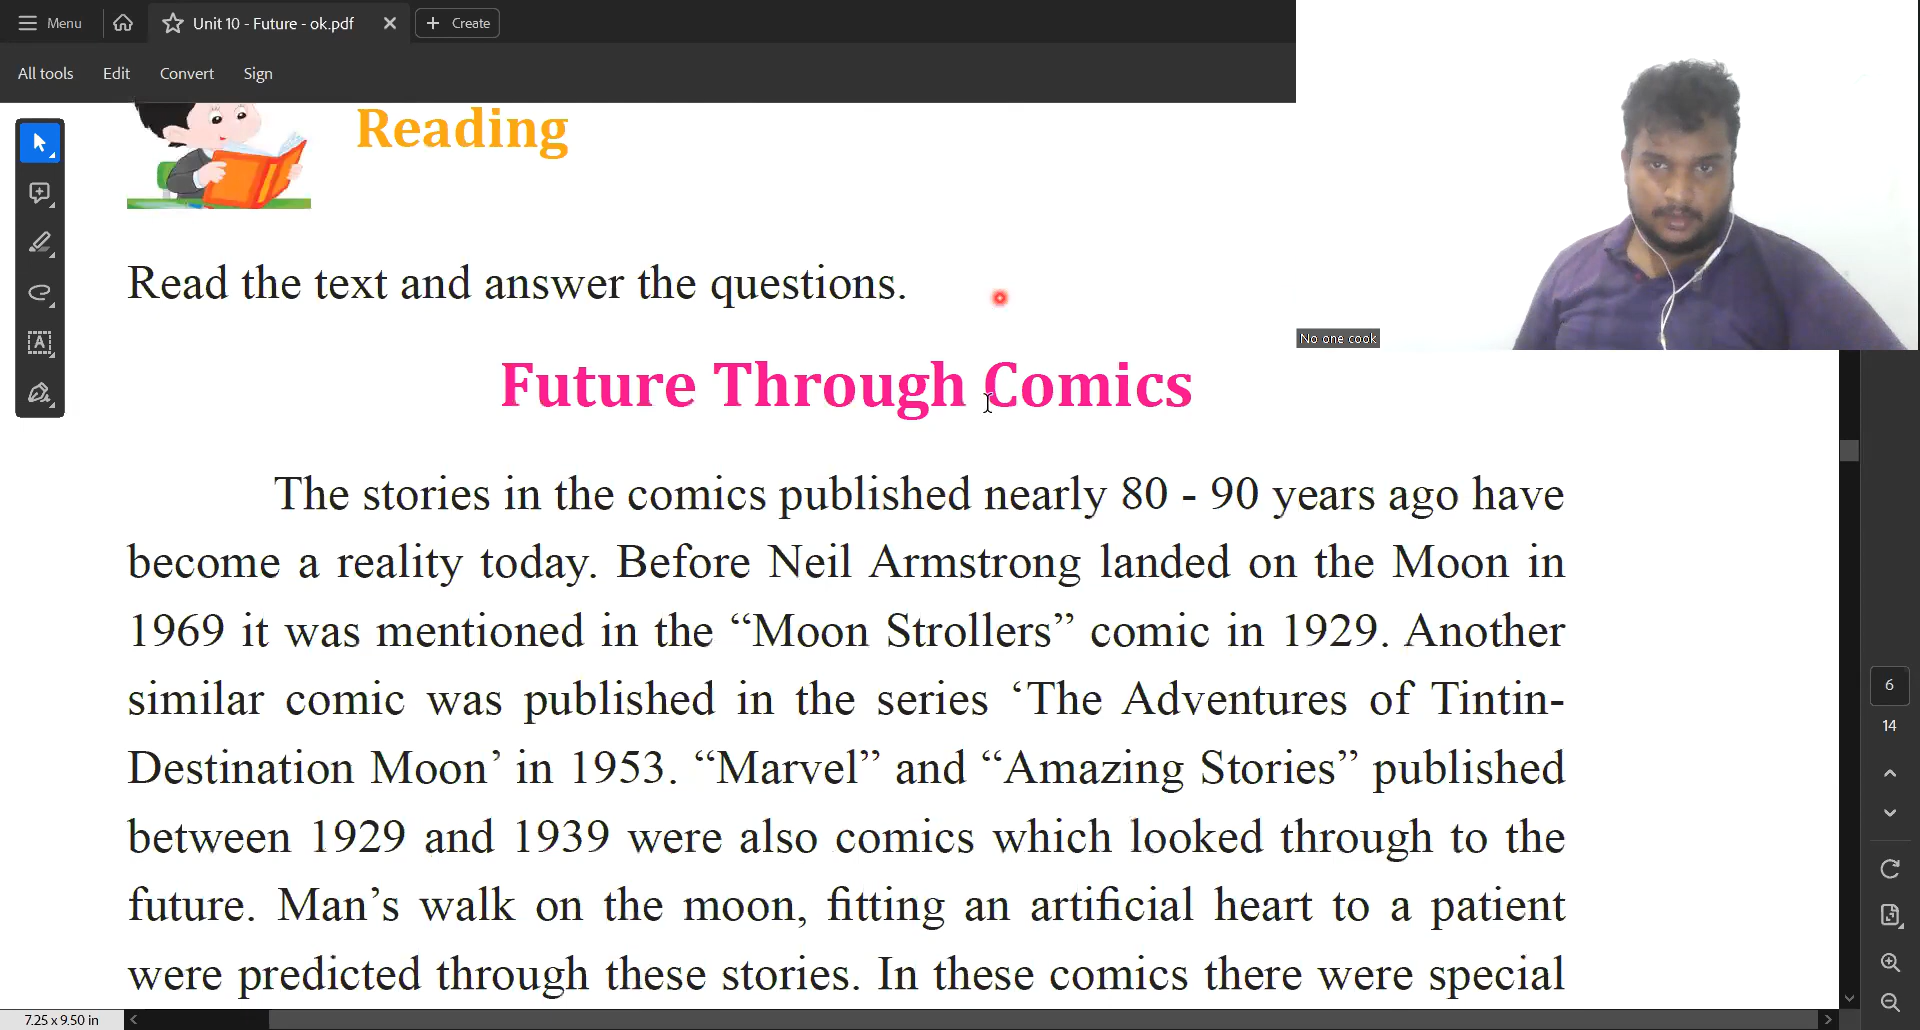 Menu
Unit 10 - Future - ok.pdf
Create
All tools Edit Convert Sign
Reading
Read the text and answer the questions.
No one cook
Future Through Comics
The stories in the comics published nearly 80 - 90 years ago have
become a reality today. Before Neil Armstrong landed on the Moon in
1969 it was mentioned in the “Moon Strollers” comic in 1929. Another
similar comic was published in the series ‘The Adventures of Tintin-
Destination Moon’ in 1953. “Marvel” and “Amazing Stories” published
between 1929 and 1939 were also comics which looked through to the
future. Man’s walk on the moon, fitting an artificial heart to a patient
were predicted through these stories. In these comics there were special
6
14
7.25 x 9.50 in